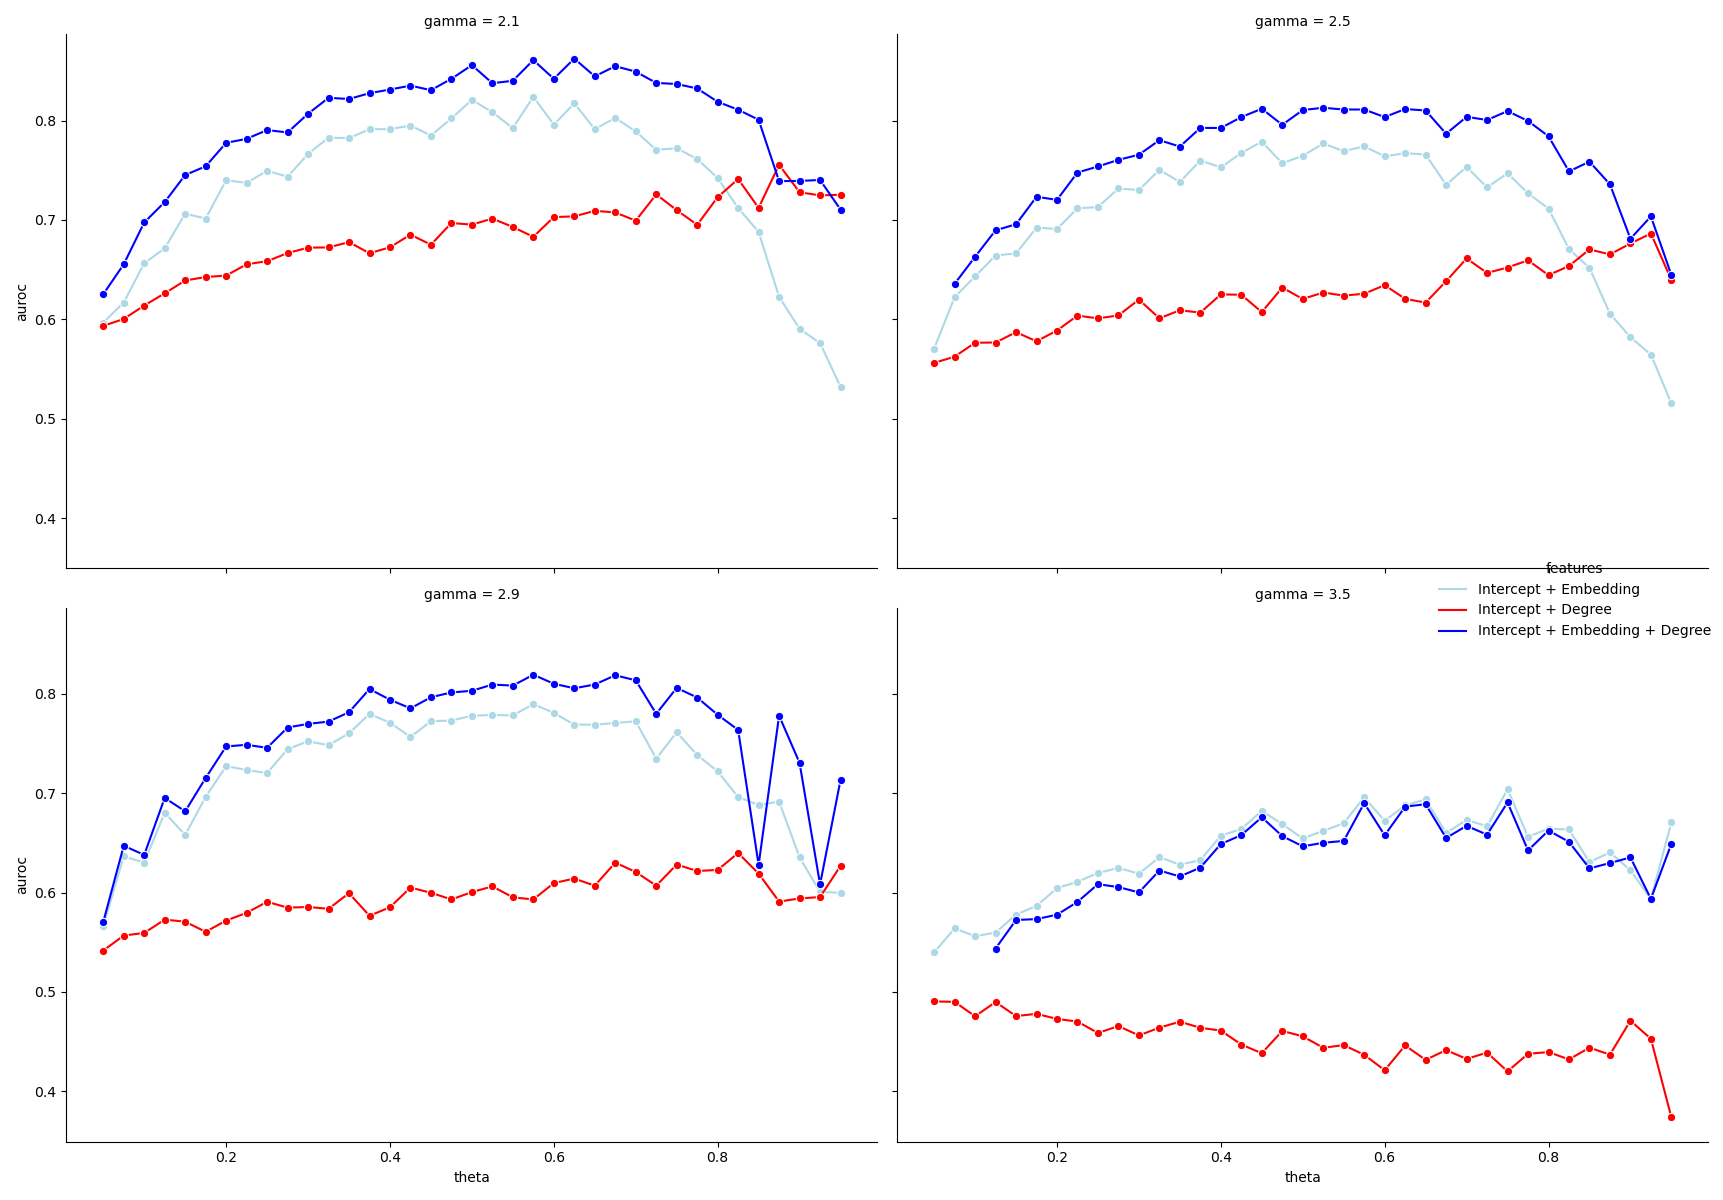 gamma = 2.1
gamma = 2.5
auroc
0.8
0.7
0.6
0.5
0.4
features
Intercept + Embedding
Intercept + Degree
Intercept + Embedding + Degree
gamma = 2.9
gamma = 3.5
auroc
0.8
0.7
0.6
0.5
0.4
0.2 0.4 0.6 0.8
theta
0.2 0.4 0.6 0.8
theta